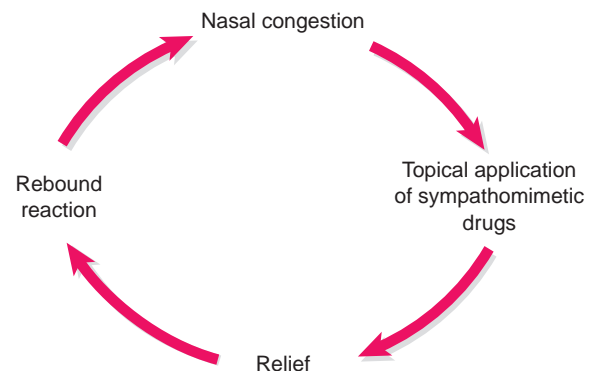 Nasal congestion
Topical application
of sympathomimetic
drugs
Relief
Rebound
reaction